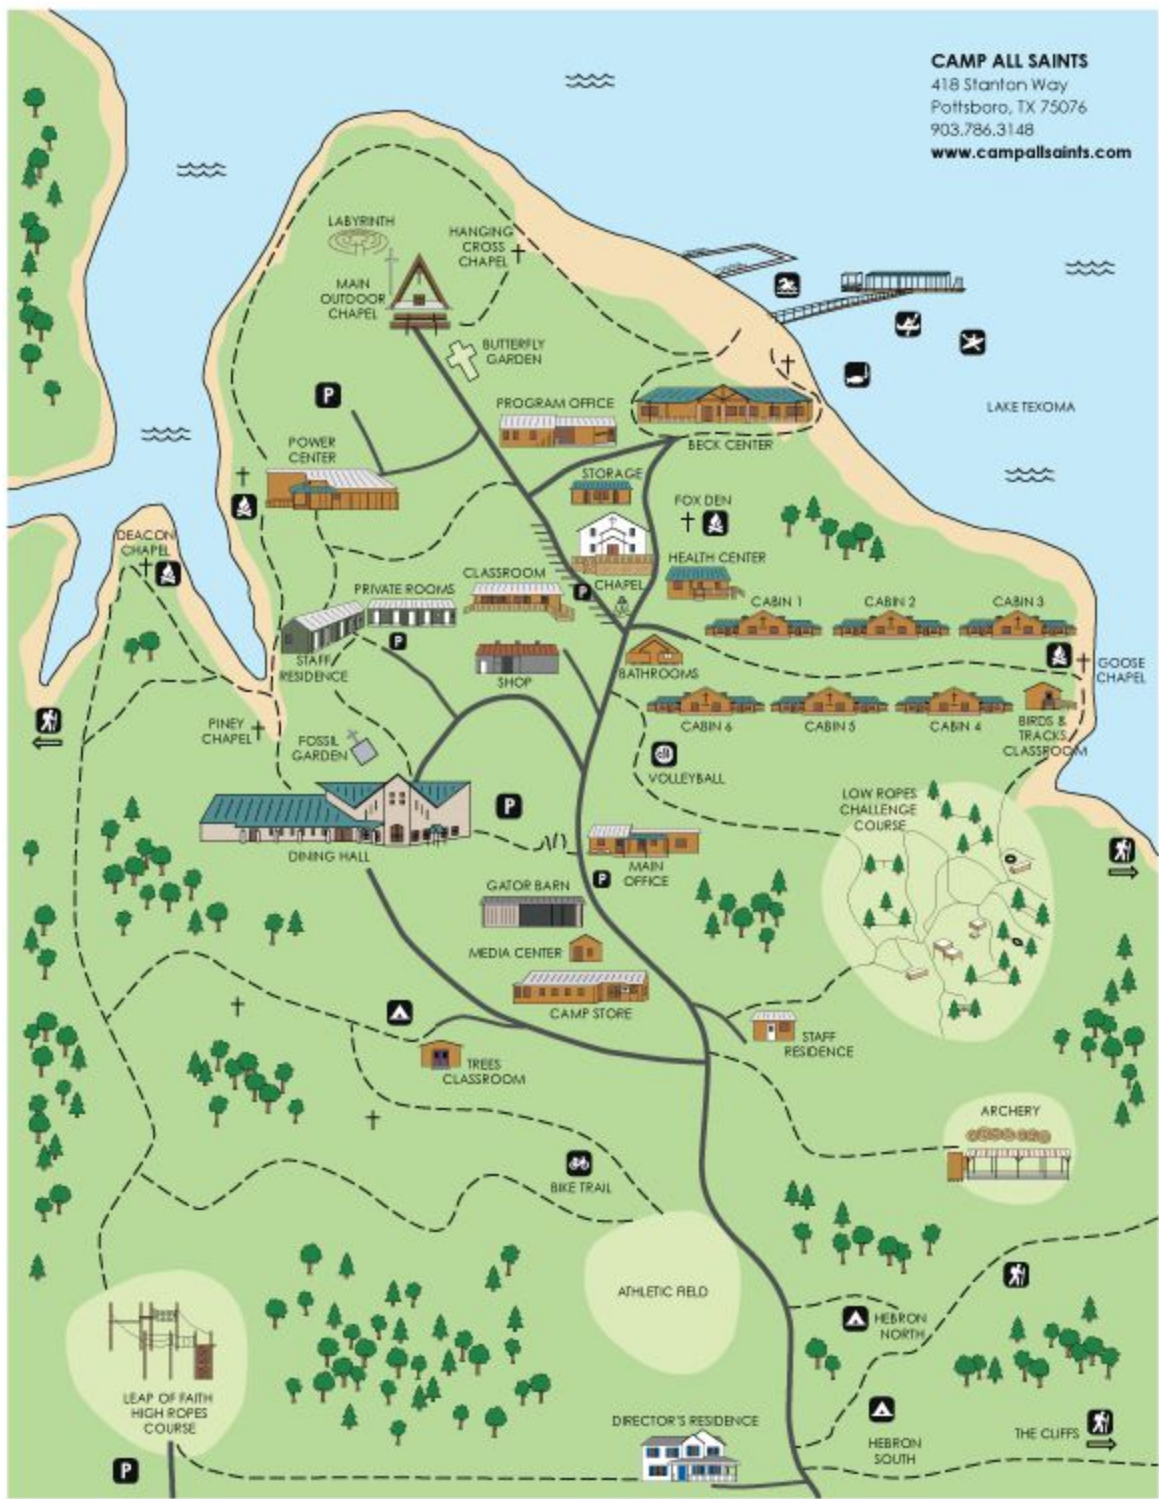 CAMP ALL SAINTS
418 Stanton Way
Pottsboro, TX 75076
903.786.3148
www.campallsaints.com
LABYRINTH
HANGING
CROSS
CHAPEL
MAIN
OUTDOOR
CHAPEL
BUTTERFLY
GARDEN
P
PROGRAM OFFICE
LAKE TEXOMA
POWER
CENTER
BECK CENTER
STORAGE
FOX DEN
DEACON
CHAPEL
HEALTH CENTER
CLASSROOM
CHAPEL
P
PRIVATE ROOMS
CABIN 1
CABIN 2
CABIN 3
P
STAFF
RESIDENCE
SHOP
BATHROOMS
GOOSE
CHAPEL
PINEY
CHAPEL
FOSSIL
GARDEN
CABIN 6
CABIN 5
CABIN 4
BIRDS &
TRACKS
CLASSROOM
VOLLEYBALL
LOW ROPES
CHALLENGE
COURSE
P
DINING HALL
MAIN
OFFICE
P
GATOR BARN
MEDIA CENTER
CAMP STORE
STAFF
RESIDENCE
TREES
CLASSROOM
ARCHERY
BIKE TRAIL
ATHLETIC FIELD
HEBRON
NORTH
LEAP OF FAITH
HIGH ROPES
COURSE
DIRECTOR'S RESIDENCE
HEBRON
SOUTH
THE CLIFFS
P